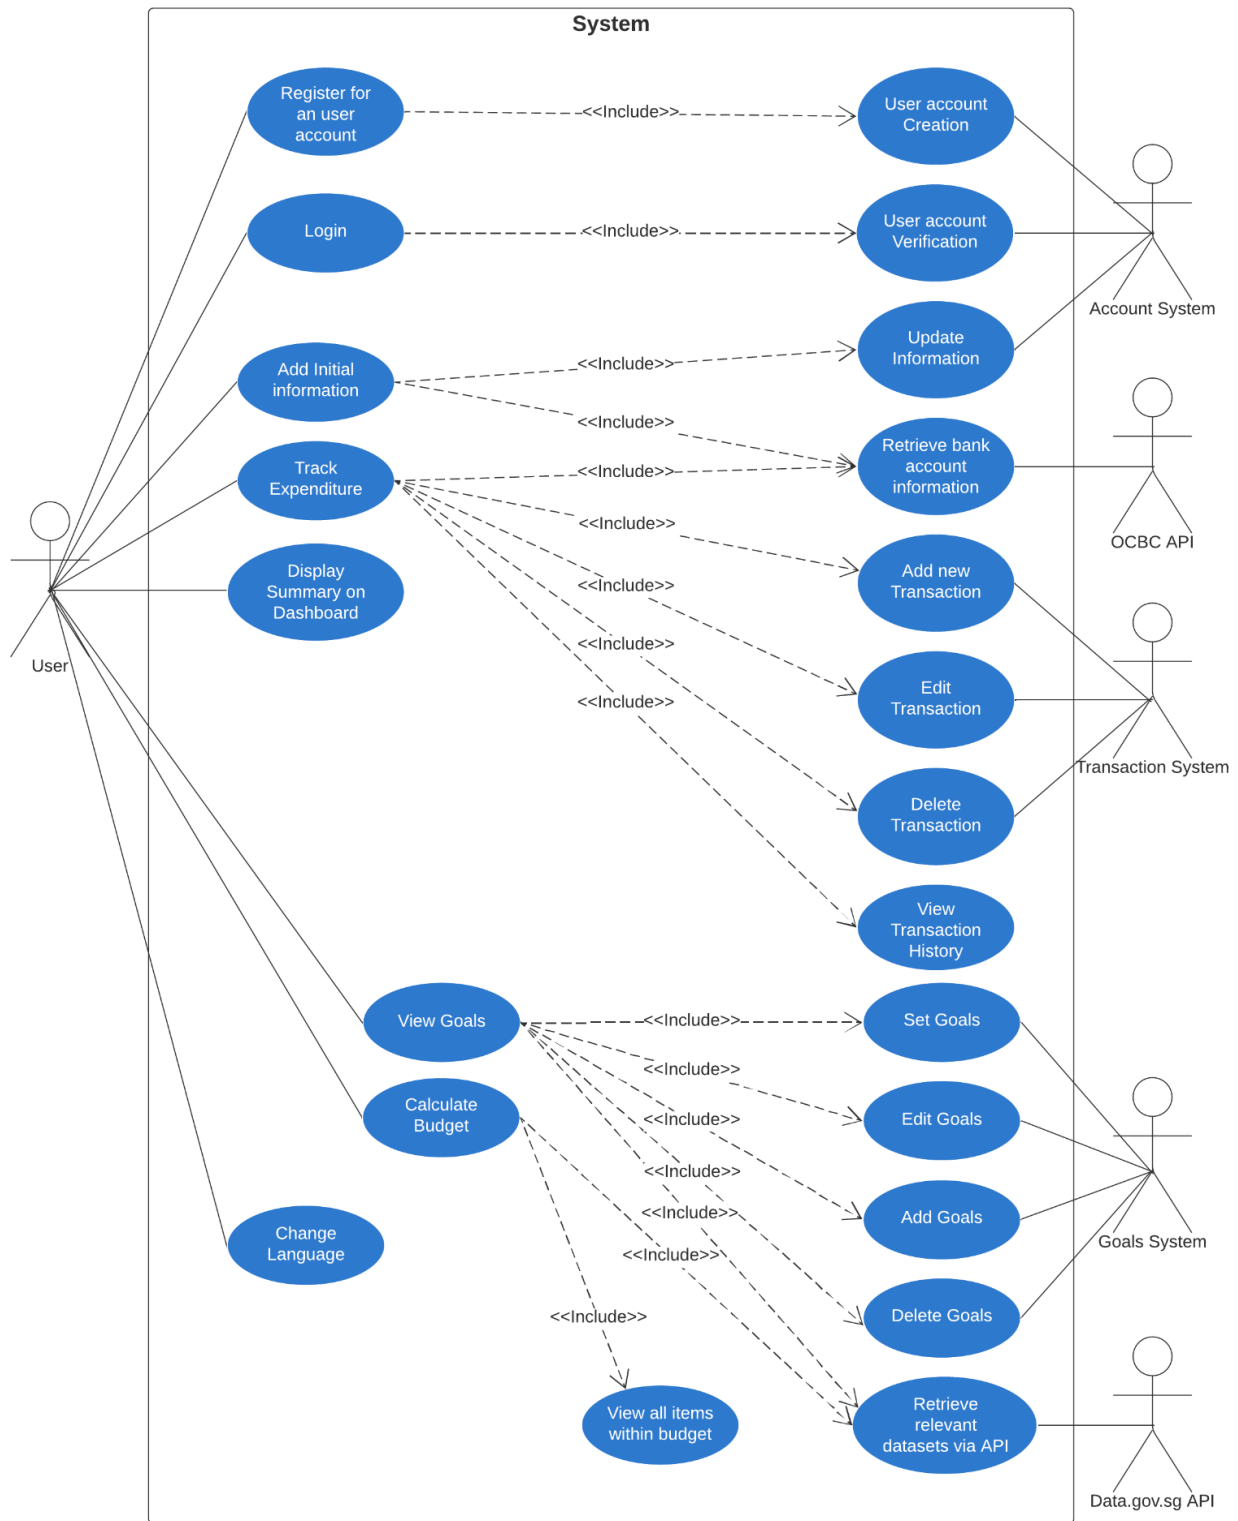 System
Register for
an user
account
<<Include>>
User account
Creation
Login
<<Include>>
User account
Verification
Account System
Add Initial
information
<<Include>>
Update
Information
<<Include>>
Track
Expenditure
<<Include>>
Retrieve bank
account
information
OCBC API
<<Include>>
Add new
Transaction
Display
Summary on
Dashboard
<<Include>>
User
<<Include>>
Edit
Transaction
<<Include>>
Transaction System
Delete
Transaction
View
Transaction
History
View Goals
<<Include>>
Set Goals
<<Include>>
Calculate
Budget
<<Include>>
Edit Goals
<<Include>>
<<Include>>
Add Goals
<<Include>>
Goals System
Change
Language
<<Include>>
Delete Goals
View all items
within budget
Retrieve
relevant
datasets via API
Data.gov.sg API